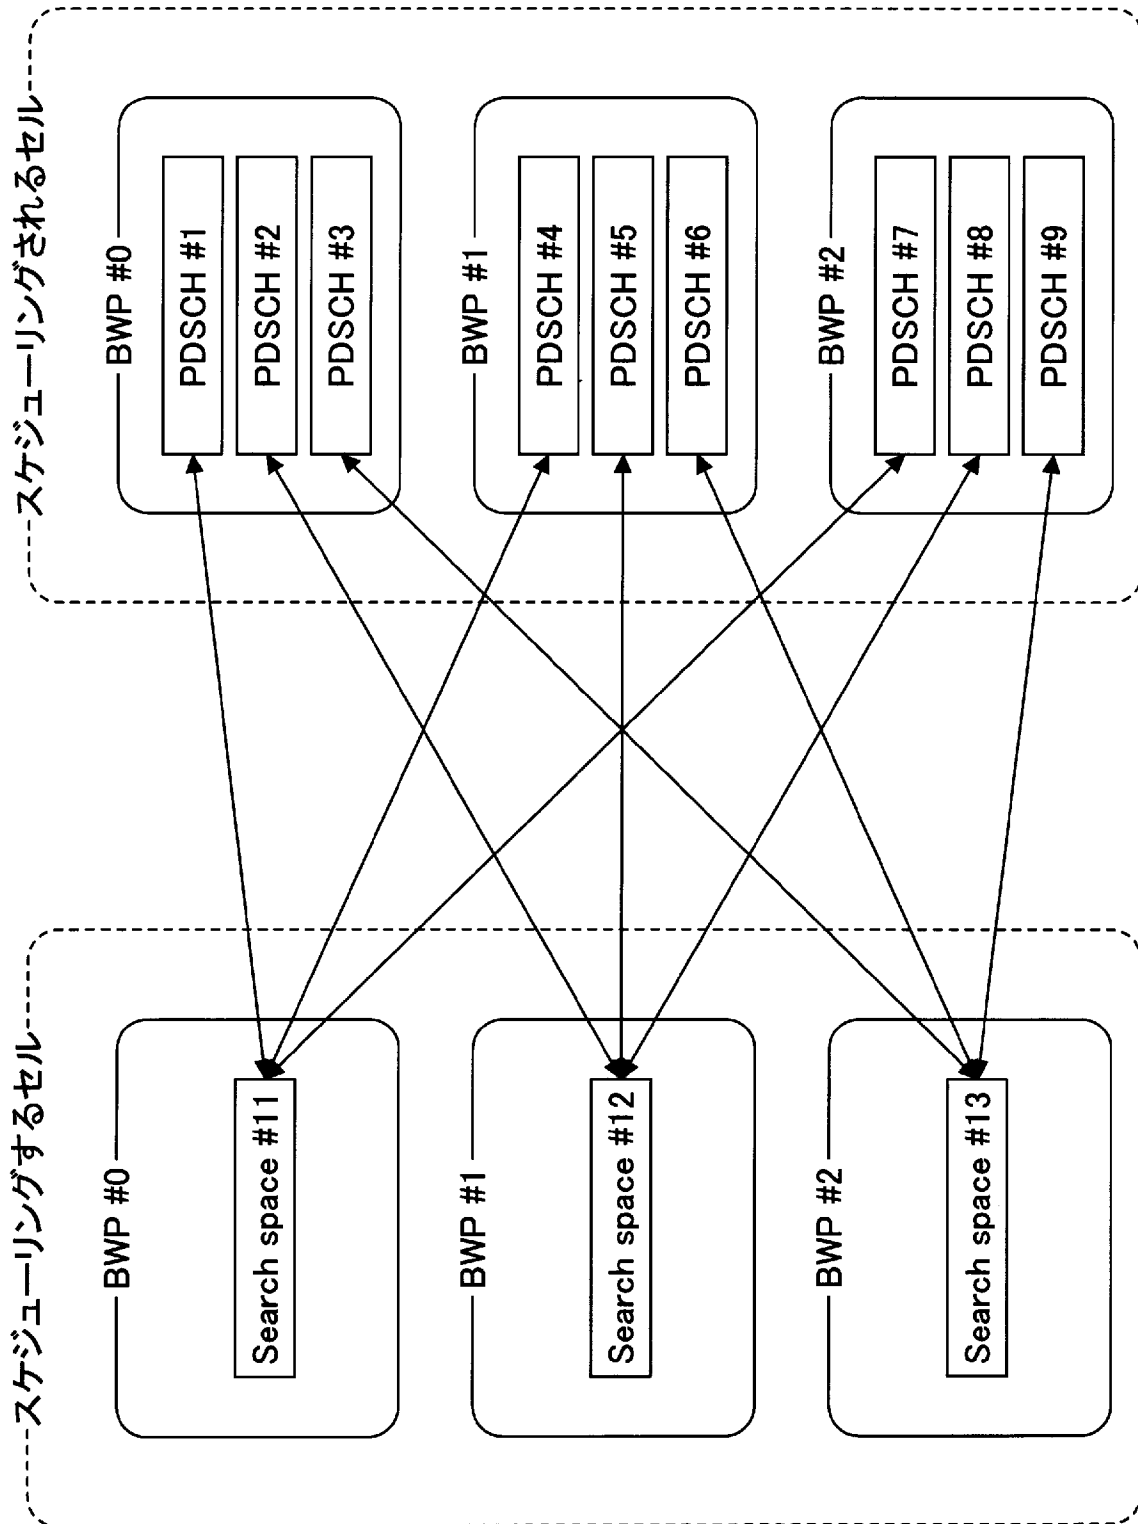 スケジューリングするセル
BWP #0
Search space #11
BWP #1
Search space #12
BWP #2
Search space #13
スケジューリングされるセル
BWP #0
PDSCH #1
PDSCH #2
PDSCH #3
BWP #1
PDSCH #4
PDSCH #5
PDSCH #6
BWP #2
PDSCH #7
PDSCH #8
PDSCH #9